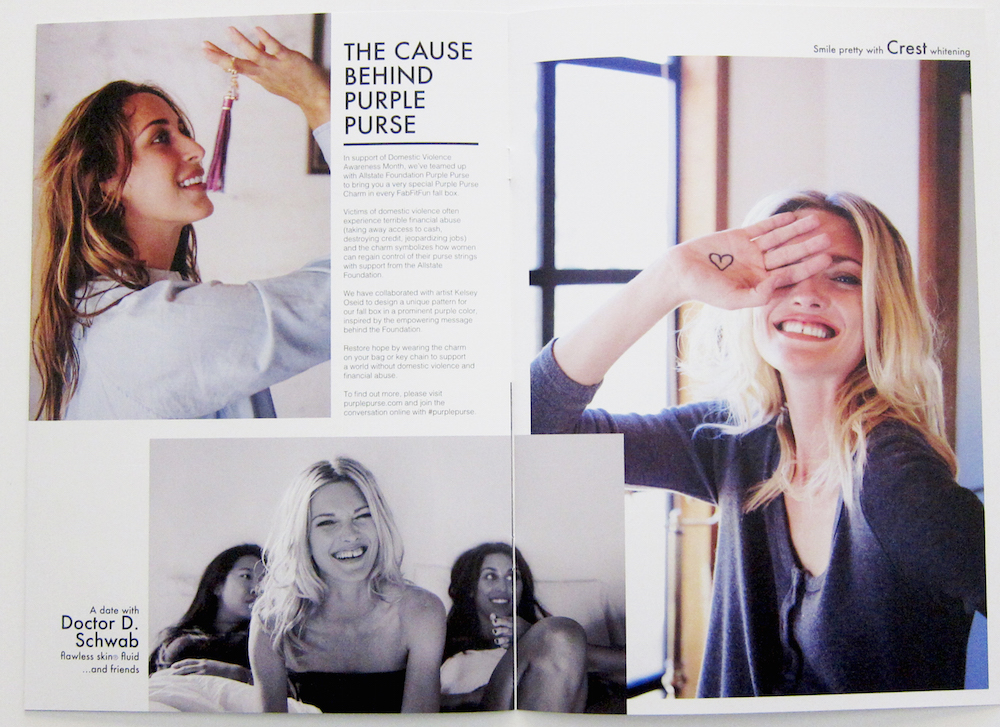 THE CAUSE
BEHIND
PURPLE
PURSE
In support of Domestic Violence
Awareness Month, we've teamed up
with Allstate Foundation Purple Purse
to bring you a very special Purple Purse
Charm in every FabFitFun fall box.
Victims of domestic violence often
experience terrible financial abuse
(taking away access to cash,
destroying credit, jeopardizing jobs)
and the charm symbolizes how women
can regain control of their purse strings
with support from the Allstate
Foundation.
We have collaborated with artist Kelsey
Oseid to design a unique pattern for
our fall box in a prominent purple color,
inspired by the empowering message
behind the Foundation.
Restore hope by wearing the charm
on your bag or key chain to support
a world without domestic violence and
financial abuse.
To find out more, please visit
purplepurse.com and join the
conversation online with #purplepurse.
Smile pretty with Crest whitening
A date with
Doctor D.
Schwab
flawless skin® fluid
...and friends